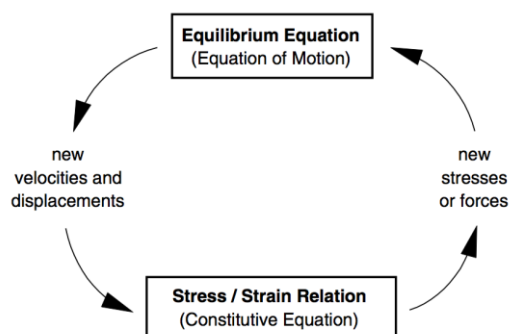 Equilibrium Equation
(Equation of Motion)
new
velocities and
displacements
new
stresses
or forces
Stress / Strain Relation
(Constitutive Equation)